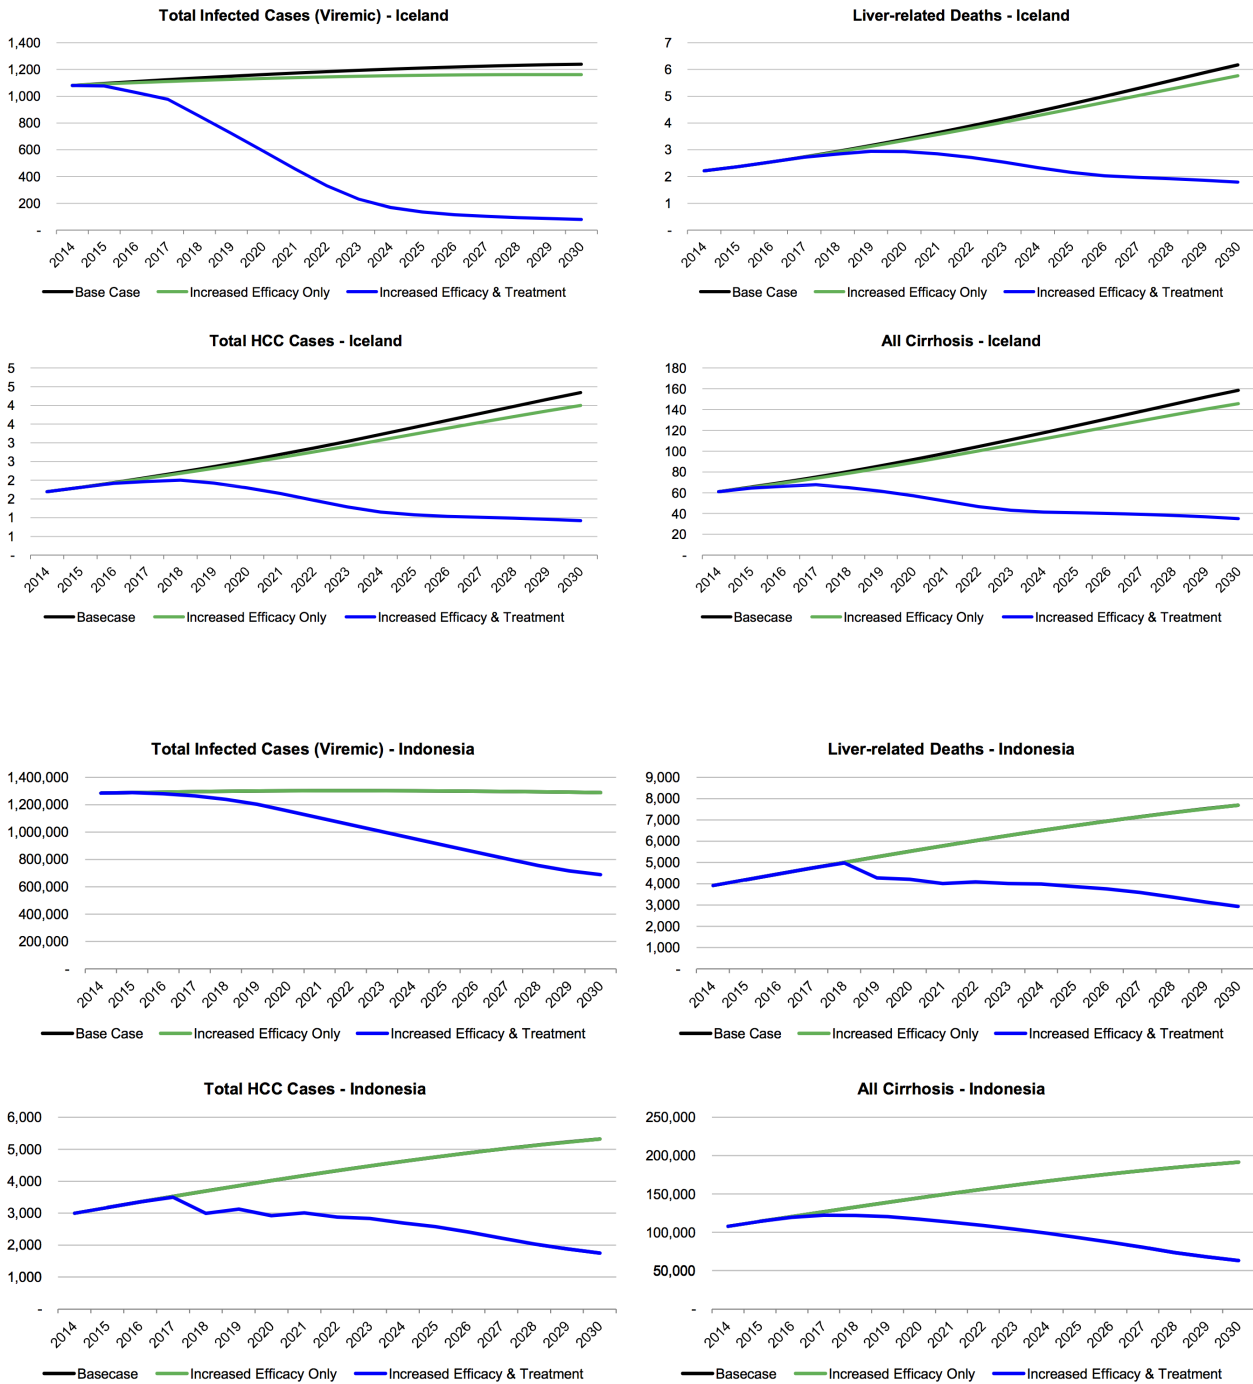 Total Infected Cases (Viremic) - Iceland
1,400
1,200
1,000
800
600
400
200
-
2014 2015 2016 2017 2018 2019 2020 2021 2022 2023 2024 2025 2026 2027 2028 2029 2030
Base Case Increased Efficacy Only Increased Efficacy & Treatment
Liver-related Deaths - Iceland
7
6
5
4
3
2
1
-
2014 2015 2016 2017 2018 2019 2020 2021 2022 2023 2024 2025 2026 2027 2028 2029 2030
Base Case Increased Efficacy Only Increased Efficacy & Treatment
Total HCC Cases - Iceland
5
5
4
4
3
3
2
2
1
1
-
2014 2015 2016 2017 2018 2019 2020 2021 2022 2023 2024 2025 2026 2027 2028 2029 2030
Basecase Increased Efficacy Only Increased Efficacy & Treatment
All Cirrhosis - Iceland
180
160
140
120
100
80
60
40
20
-
2014 2015 2016 2017 2018 2019 2020 2021 2022 2023 2024 2025 2026 2027 2028 2029 2030
Basecase Increased Efficacy Only Increased Efficacy & Treatment
Total Infected Cases (Viremic) - Indonesia
1,400,000
1,200,000
1,000,000
800,000
600,000
400,000
200,000
-
2014 2015 2016 2017 2018 2019 2020 2021 2022 2023 2024 2025 2026 2027 2028 2029 2030
Base Case Increased Efficacy Only Increased Efficacy & Treatment
Liver-related Deaths - Indonesia
9,000
8,000
7,000
6,000
5,000
4,000
3,000
2,000
1,000
-
2014 2015 2016 2017 2018 2019 2020 2021 2022 2023 2024 2025 2026 2027 2028 2029 2030
Base Case Increased Efficacy Only Increased Efficacy & Treatment
Total HCC Cases - Indonesia
6,000
5,000
4,000
3,000
2,000
1,000
-
2014 2015 2016 2017 2018 2019 2020 2021 2022 2023 2024 2025 2026 2027 2028 2029 2030
Basecase Increased Efficacy Only Increased Efficacy & Treatment
All Cirrhosis - Indonesia
250,000
200,000
150,000
100,000
50,000
-
2014 2015 2016 2017 2018 2019 2020 2021 2022 2023 2024 2025 2026 2027 2028 2029 2030
Basecase Increased Efficacy Only Increased Efficacy & Treatment